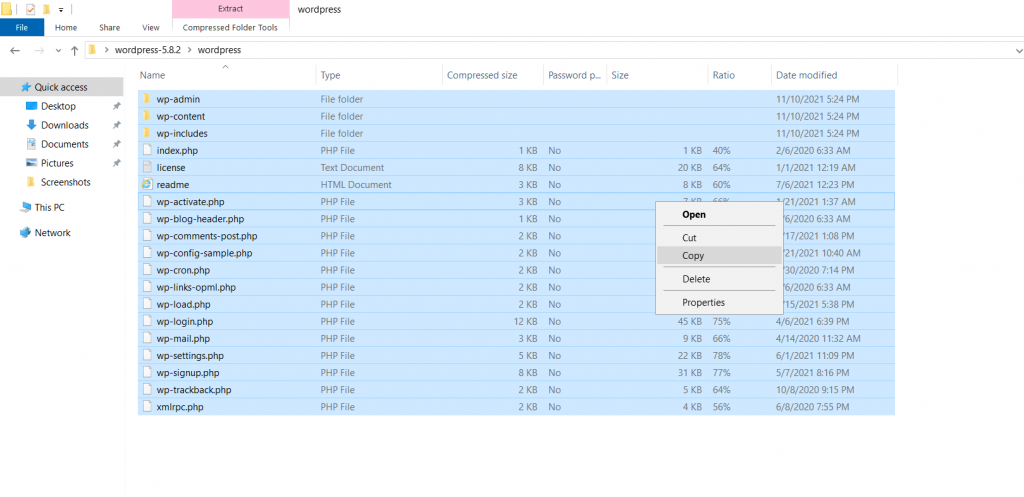 Extract wordpress
File Home Share View Compressed Folder Tools
wordpress-5.8.2 wordpress
Name Type Compressed size Password p... Size Ratio Date modified
Quick access
Desktop
Downloads
Documents
Pictures
Screenshots
This PC
Network
wp-admin File folder 11/10/2021 5:24 PM
wp-content File folder 11/10/2021 5:24 PM
wp-includes File folder 11/10/2021 5:24 PM
index.php PHP File 1 KB No 1 KB 40% 2/6/2020 6:33 AM
license Text Document 8 KB No 20 KB 64% 1/1/2021 12:19 AM
readme HTML Document 3 KB No 8 KB 60% 7/6/2021 12:23 PM
wp-activate.php PHP File 3 KB No 7 KB 66% 1/21/2021 1:37 AM
wp-blog-header.php PHP File 1 KB No /6/2020 6:33 AM
wp-comments-post.php PHP File 2 KB No /17/2021 1:08 PM
wp-config-sample.php PHP File 2 KB No /21/2021 10:40 AM
wp-cron.php PHP File 2 KB No /30/2020 7:14 PM
wp-links-opml.php PHP File 2 KB No /6/2020 6:33 AM
wp-load.php PHP File 2 KB No /15/2021 5:38 PM
wp-login.php PHP File 12 KB No 45 KB 75% 4/6/2021 6:39 PM
wp-mail.php PHP File 3 KB No 9 KB 66% 4/14/2020 11:32 AM
wp-settings.php PHP File 5 KB No 22 KB 78% 6/1/2021 11:09 PM
wp-signup.php PHP File 8 KB No 31 KB 77% 5/7/2021 8:16 PM
wp-trackback.php PHP File 2 KB No 5 KB 64% 10/8/2020 9:15 PM
xmlrpc.php PHP File 2 KB No 4 KB 56% 6/8/2020 7:55 PM
Open
Cut
Copy
Delete
Properties